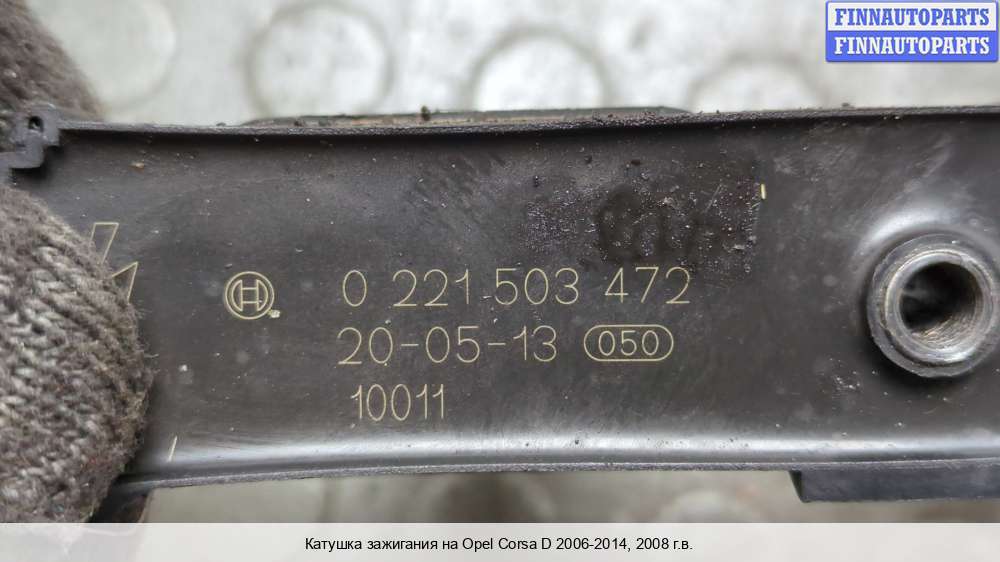 FINNAUTOPARTS
FINNAUTOPARTS
0 221 503 472
20-05-13 050
10011
Катушка зажигания на Opel Corsa D 2006-2014, 2008 г.в.